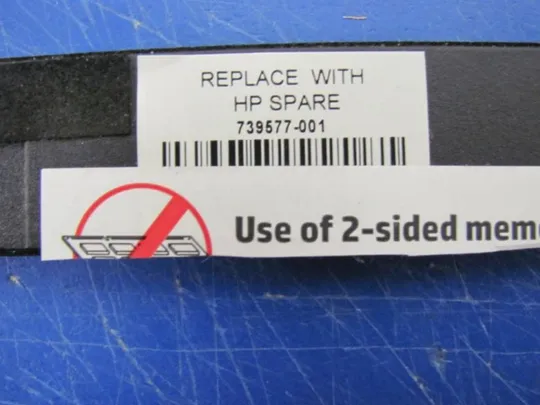 REPLACE WITH
HP SPARE
739577-001
Use of 2-sided